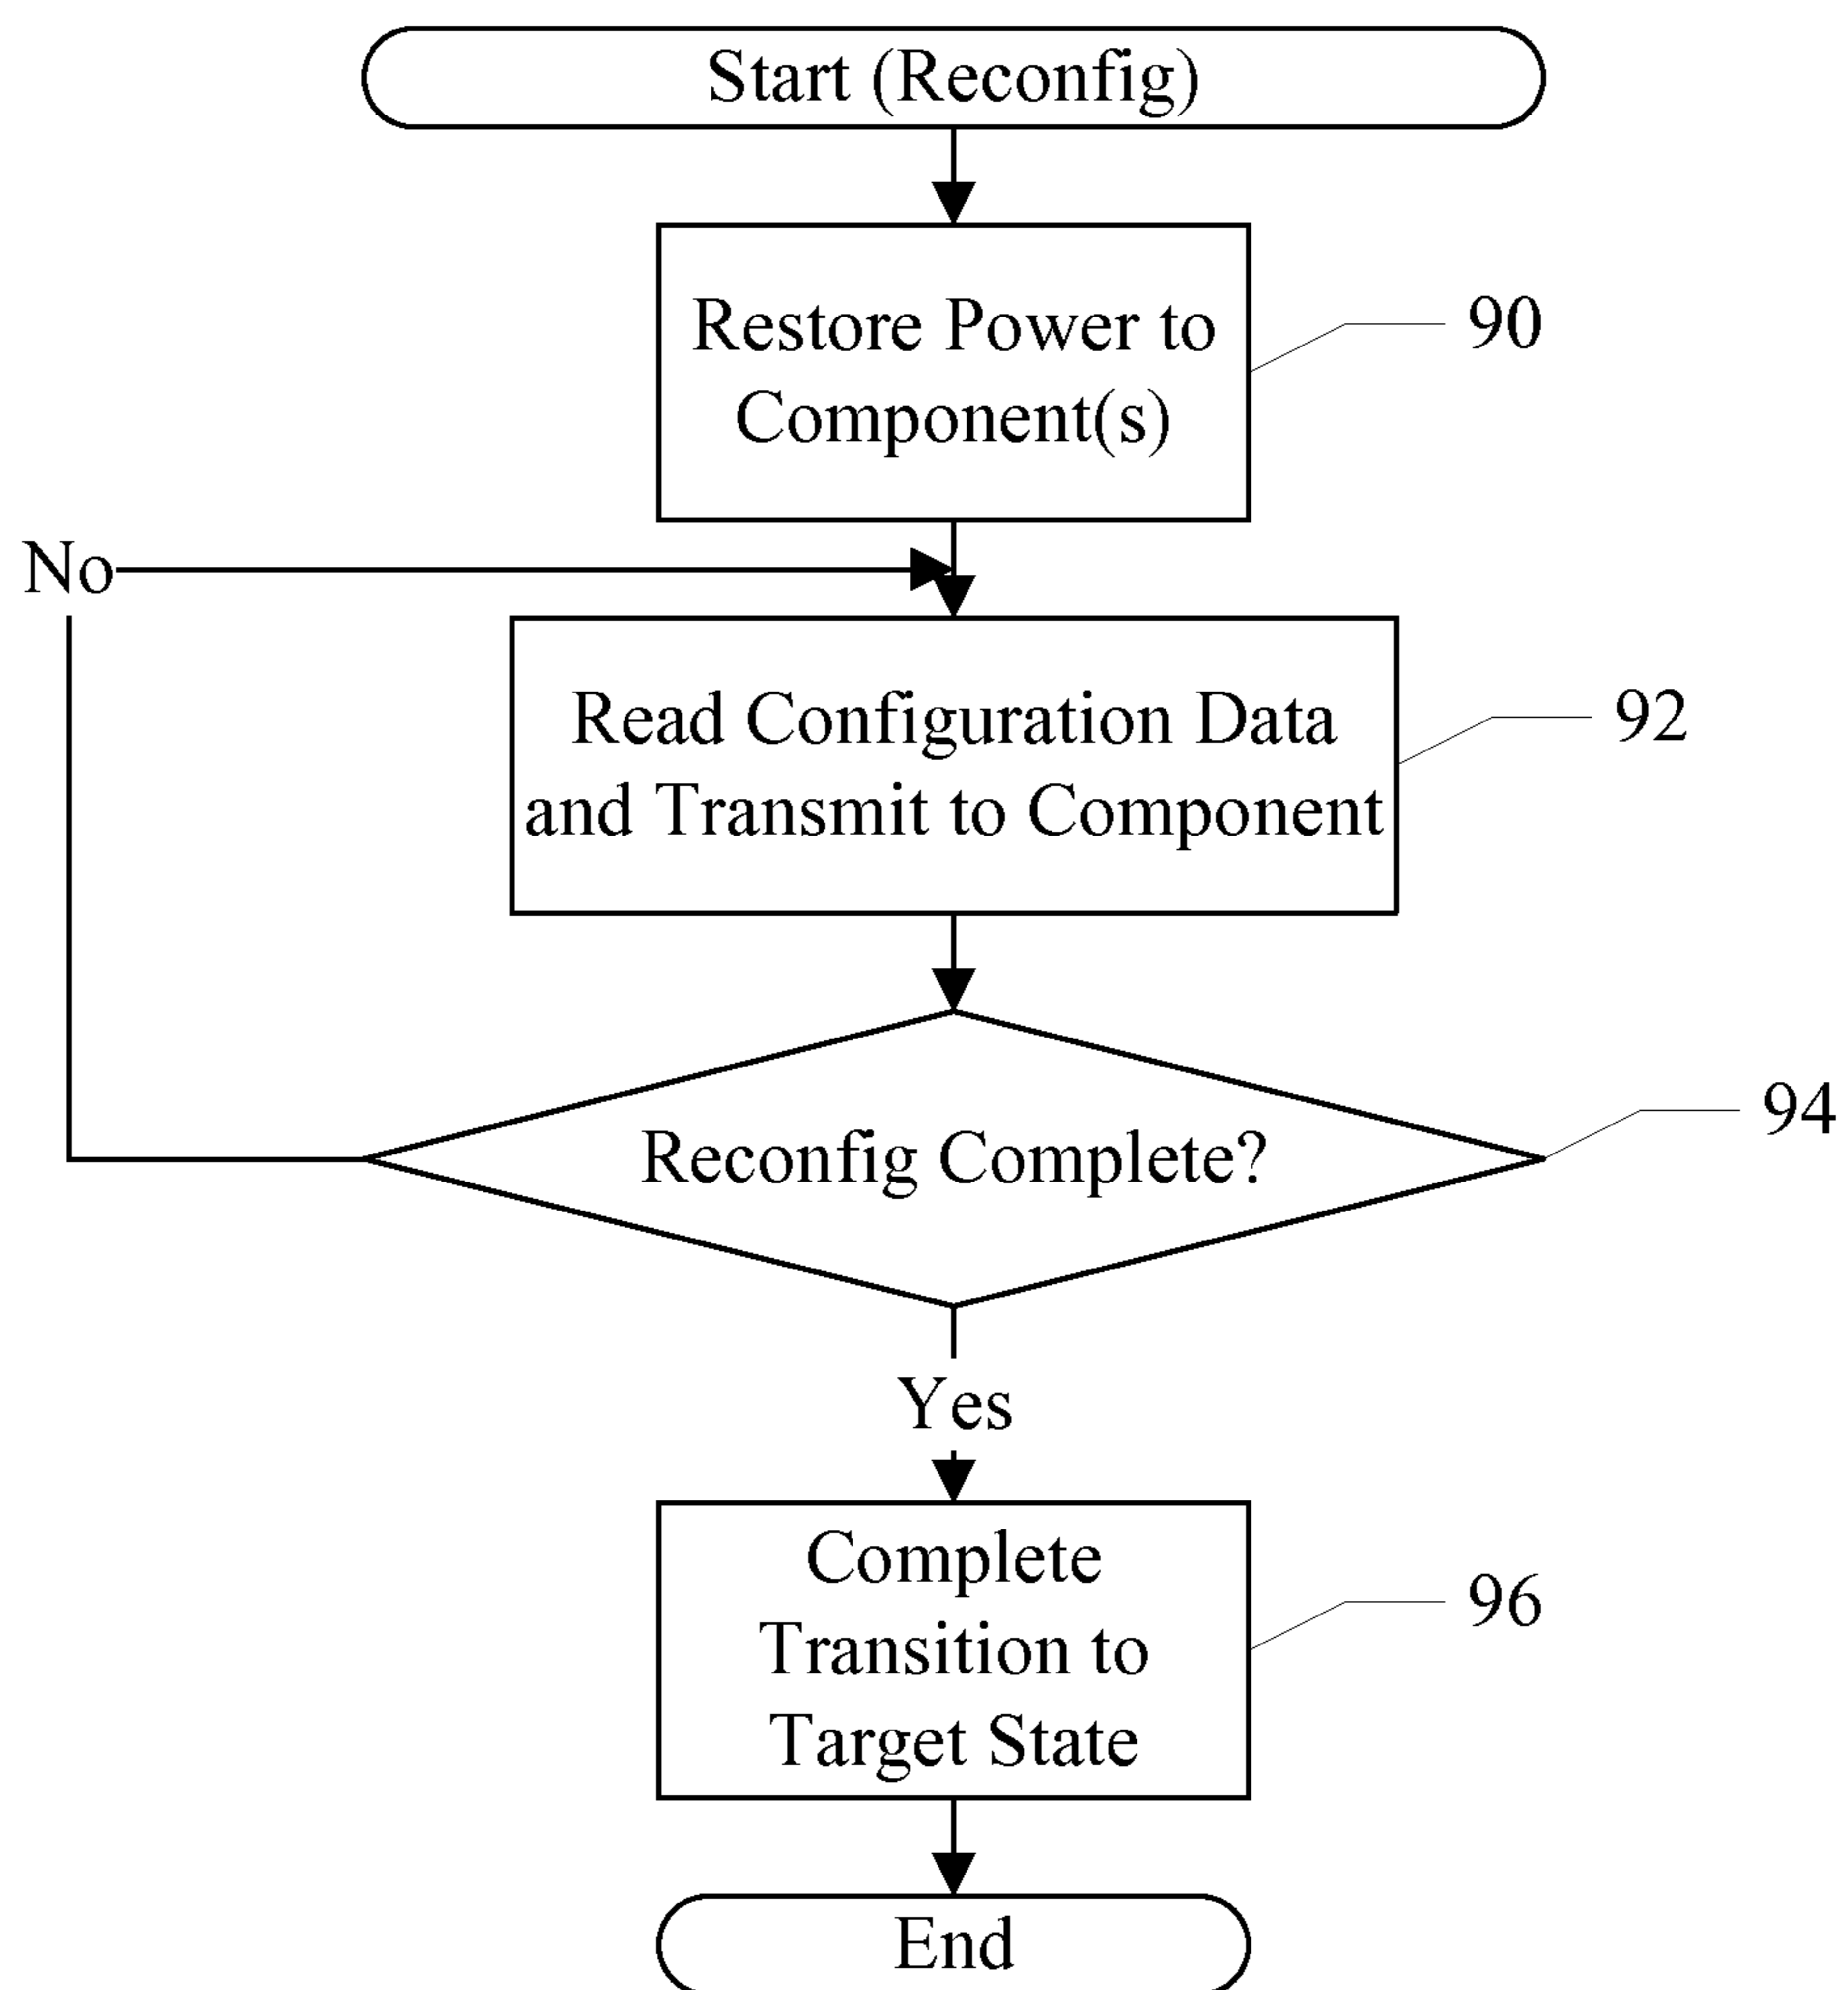 Start (Reconfig)
Restore Power to
Component(s)
90
No
Read Configuration Data
and Transmit to Component
92
Reconfig Complete?
94
Yes
Complete
Transition to
Target State
96
End